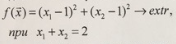 f(x̄) = (x₁ − 1)² + (x₂ − 1)² → extr,
при x₁ + x₂ = 2